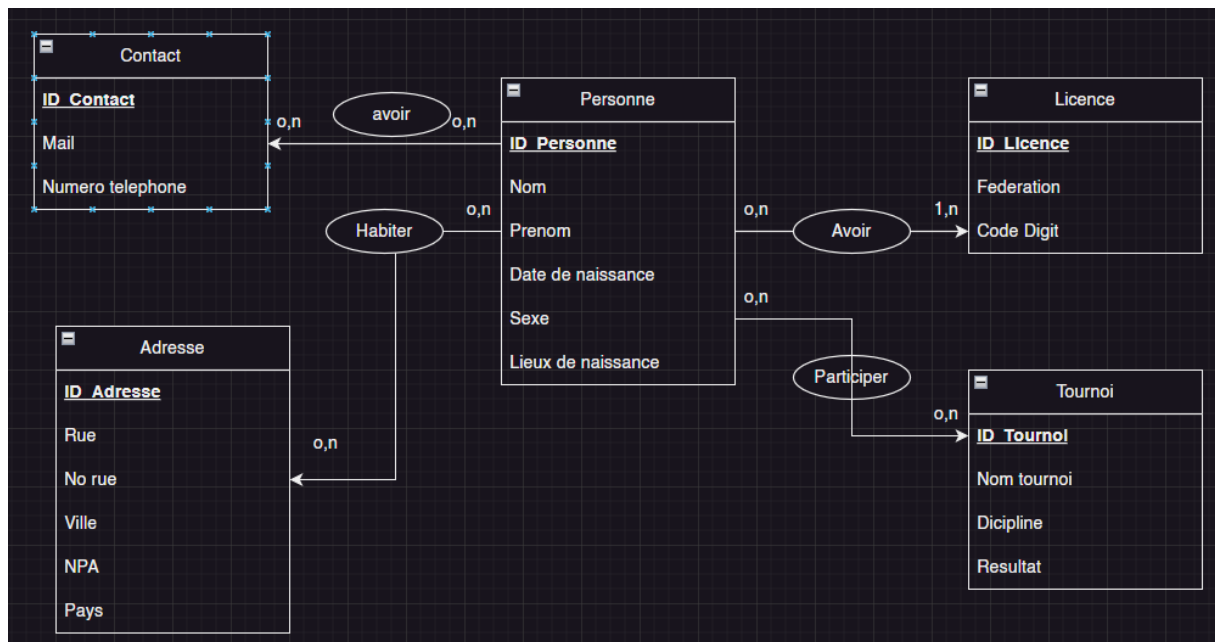 Contact
ID_Contact
Mail
Numero telephone
o,n
avoir
o,n
Personne
ID_Personne
Nom
Prenom
Date de naissance
Sexe
Lieux de naissance
o,n
Avoir
1,n
Licence
ID_Licence
Federation
Code Digit
o,n
Habiter
o,n
Adresse
ID_Adresse
Rue
No rue
Ville
NPA
Pays
o,n
Participer
o,n
Tournoi
ID_Tournoi
Nom tournoi
Dicipline
Resultat